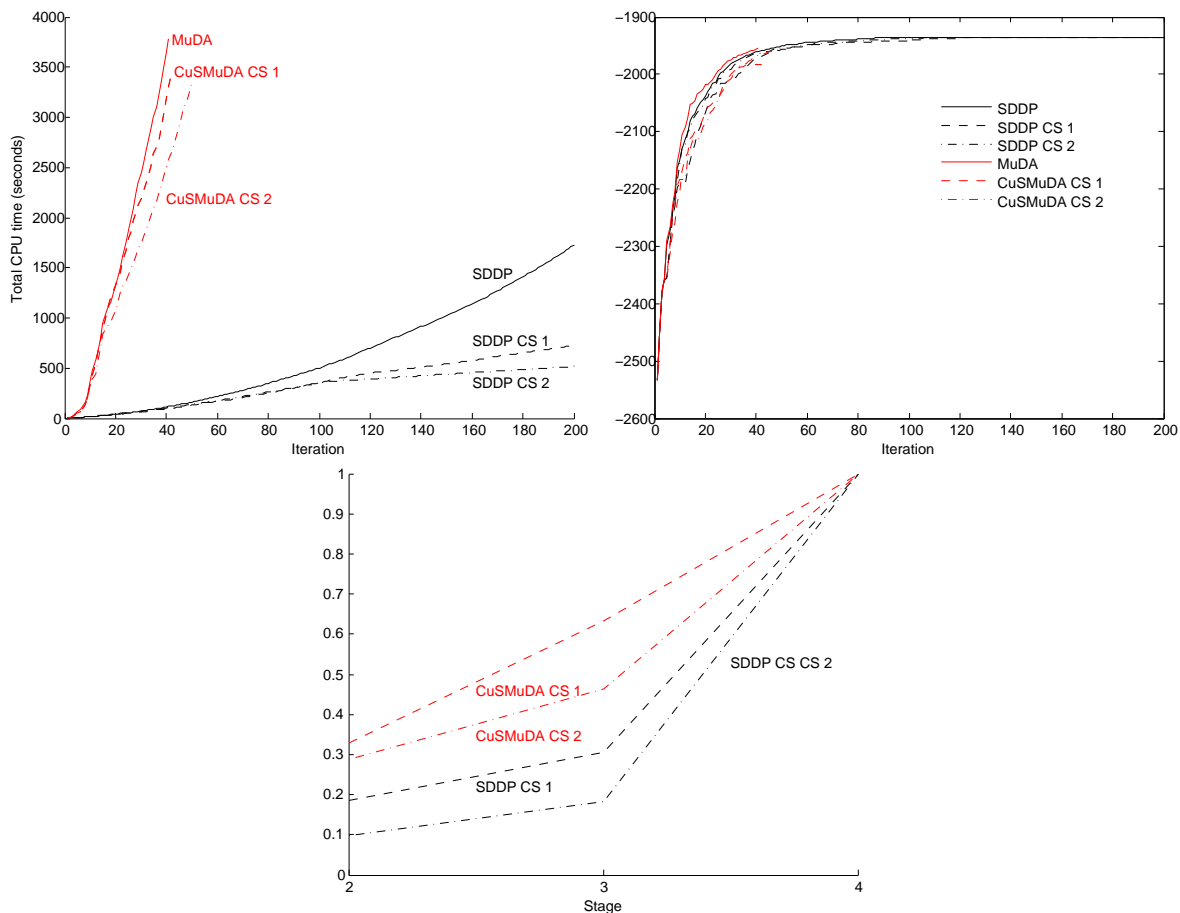 4000
3500
3000
2500
2000
1500
1000
500
0
Total CPU time (seconds)
MuDA
CuSMuDA CS 1
CuSMuDA CS 2
SDDP
SDDP CS 1
SDDP CS 2
0 20 40 60 80 100 120 140 160 180 200
Iteration
−1900
−2000
−2100
−2200
−2300
−2400
−2500
−2600
SDDP
SDDP CS 1
SDDP CS 2
MuDA
CuSMuDA CS 1
CuSMuDA CS 2
0 20 40 60 80 100 120 140 160 180 200
Iteration
1
0.9
0.8
0.7
0.6
0.5
0.4
0.3
0.2
0.1
0
SDDP CS CS 2
CuSMuDA CS 1
CuSMuDA CS 2
SDDP CS 1
2 3 4
Stage